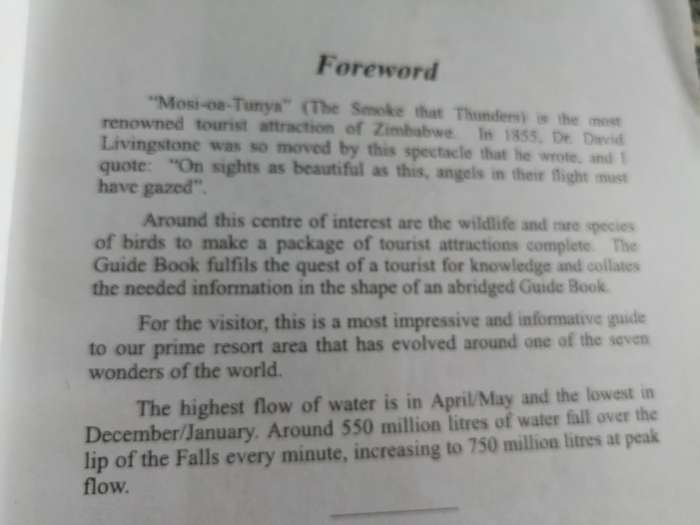 Foreword
"Mosi-oa-Tunya" (The Smoke that Thunders) is the most
renowned tourist attraction of Zimbabwe. In 1855, Dr. David
Livingstone was so moved by this spectacle that he wrote, and I
quote: "On sights as beautiful as this, angels in their flight must
have gazed".
Around this centre of interest are the wildlife and rare species
of birds to make a package of tourist attractions complete. The
Guide Book fulfils the quest of a tourist for knowledge and collates
the needed information in the shape of an abridged Guide Book.
For the visitor, this is a most impressive and informative guide
to our prime resort area that has evolved around one of the seven
wonders of the world.
The highest flow of water is in April/May and the lowest in
December/January. Around 550 million litres of water fall over the
lip of the Falls every minute, increasing to 750 million litres at peak
flow.